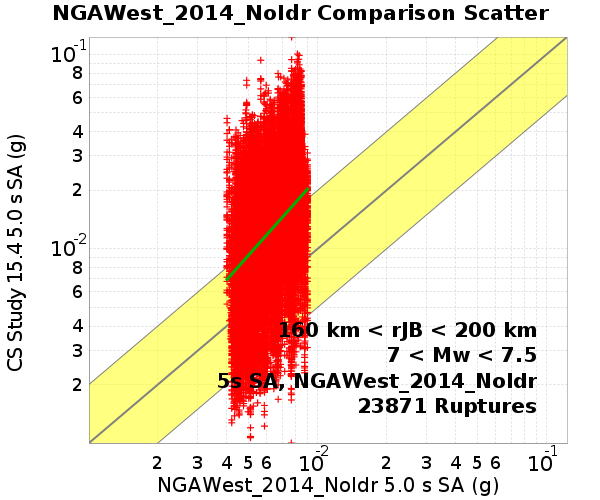 NGAWest_2014_NoIdr Comparison Scatter
CS Study 15.4 5.0 s SA (g)
10-1
8
6
4
3
2
10-2
8
6
4
3
2
160 km < rJB < 200 km
7 < Mw < 7.5
5s SA, NGAWest_2014_NoIdr
23871 Ruptures
2 3 4 5 6 10-2 2 3 4 5 6 10-1
NGAWest_2014_NoIdr 5.0 s SA (g)